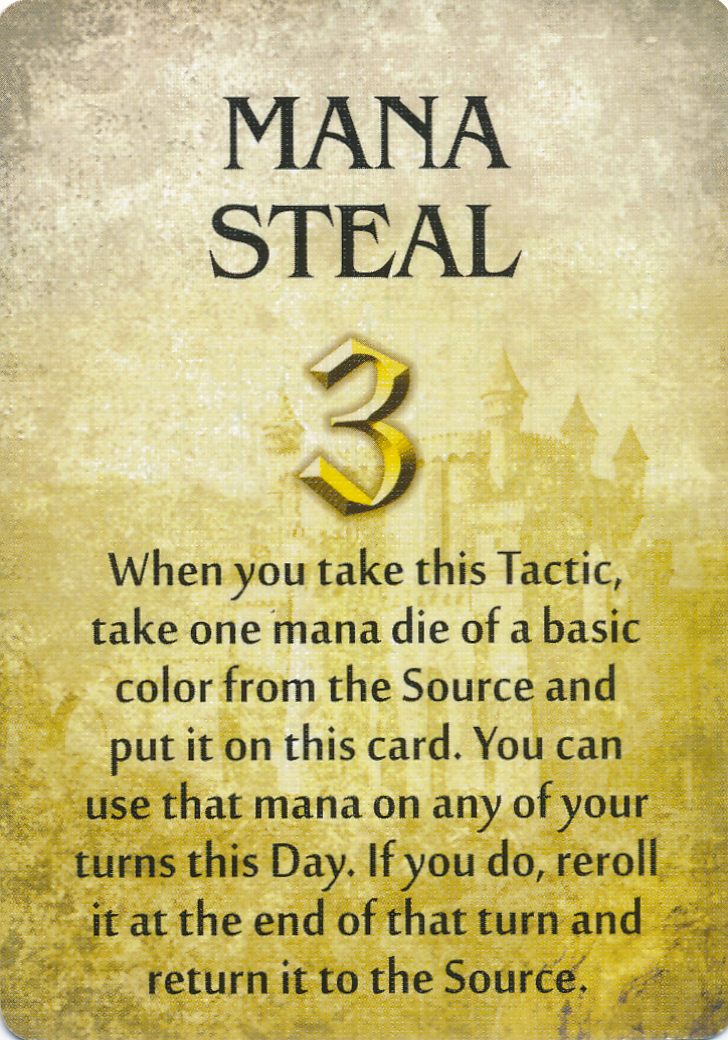 MANA
STEAL
3
When you take this Tactic,
take one mana die of a basic
color from the Source and
put it on this card. You can
use that mana on any of your
turns this Day. If you do, reroll
it at the end of that turn and
return it to the Source.